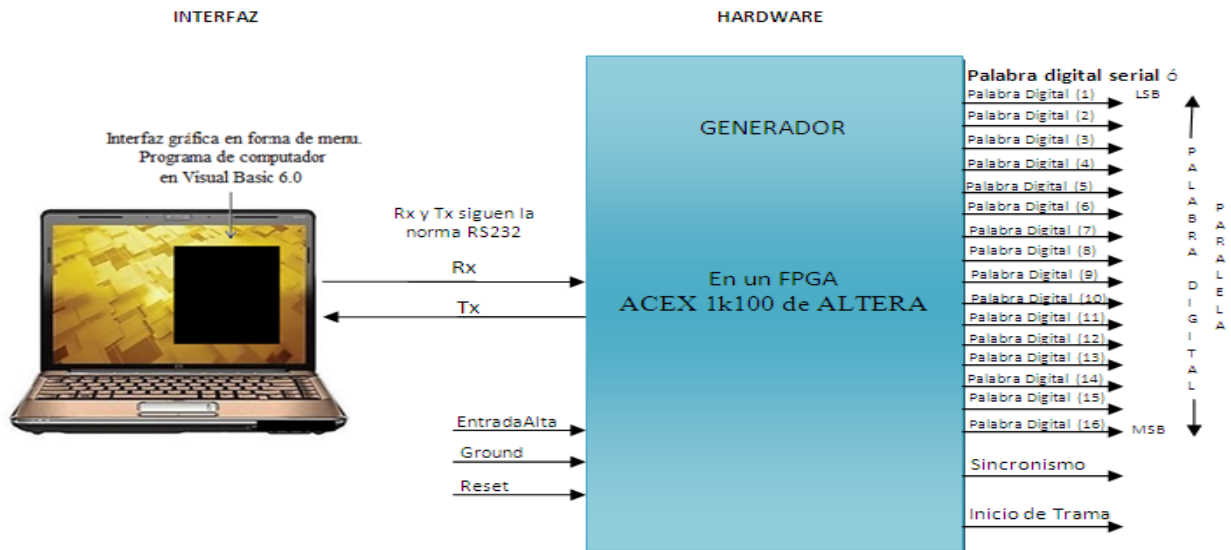 INTERFAZ
HARDWARE
Interfaz gráfica en forma de menu.
Programa de computador
en Visual Basic 6.0
Rx y Tx siguen la
norma RS232
Rx
Tx
EntradaAlta
Ground
Reset
GENERADOR
En un FPGA
ACEX 1k100 de ALTERA
Palabra digital serial ó
Palabra Digital (1)
LSB
Palabra Digital (2)
Palabra Digital (3)
Palabra Digital (4)
Palabra Digital (5)
Palabra Digital (6)
Palabra Digital (7)
Palabra Digital (8)
Palabra Digital (9)
Palabra Digital (10)
Palabra Digital (11)
Palabra Digital (12)
Palabra Digital (13)
Palabra Digital (14)
Palabra Digital (15)
Palabra Digital (16)
MSB
PALABRA DIGITAL
PARALELA
Sincronismo
Inicio de Trama